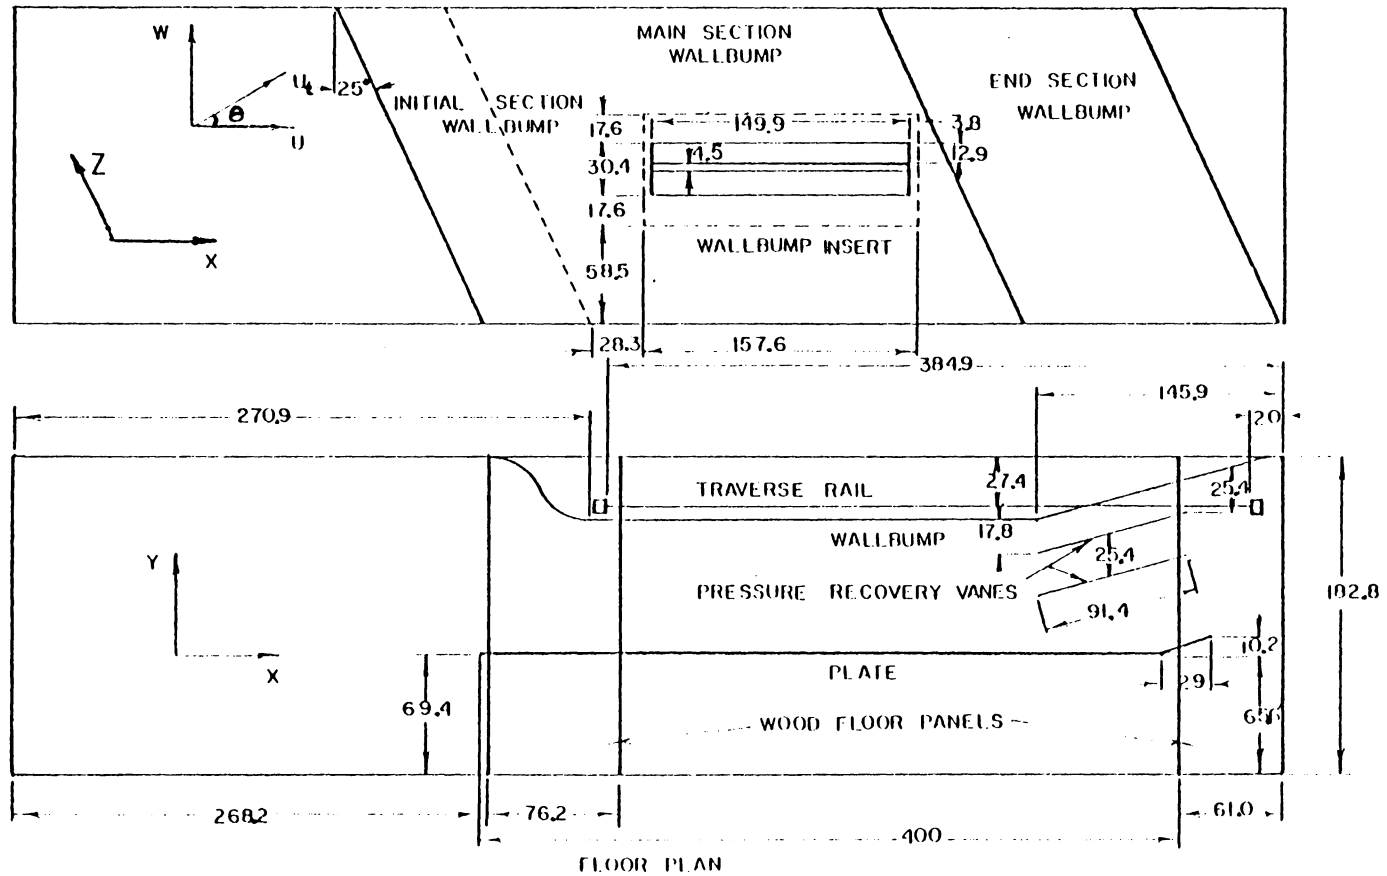 W
MAIN SECTION
WALLBUMP
END SECTION
WALLBUMP
25°
INITIAL SECTION
WALLBUMP
θ
U
Z
X
17.6
149.9
3.8
12.9
4.5
30.4
17.6
WALLBUMP INSERT
58.5
28.3
157.6
384.9
145.9
270.9
20
27.4
TRAVERSE RAIL
25.4
17.8
WALLBUMP
Y
25.4
PRESSURE RECOVERY VANES
182.8
91.4
X
10.2
PLATE
29
69.4
WOOD FLOOR PANELS
268.2
76.2
61.0
400
FLOOR PLAN